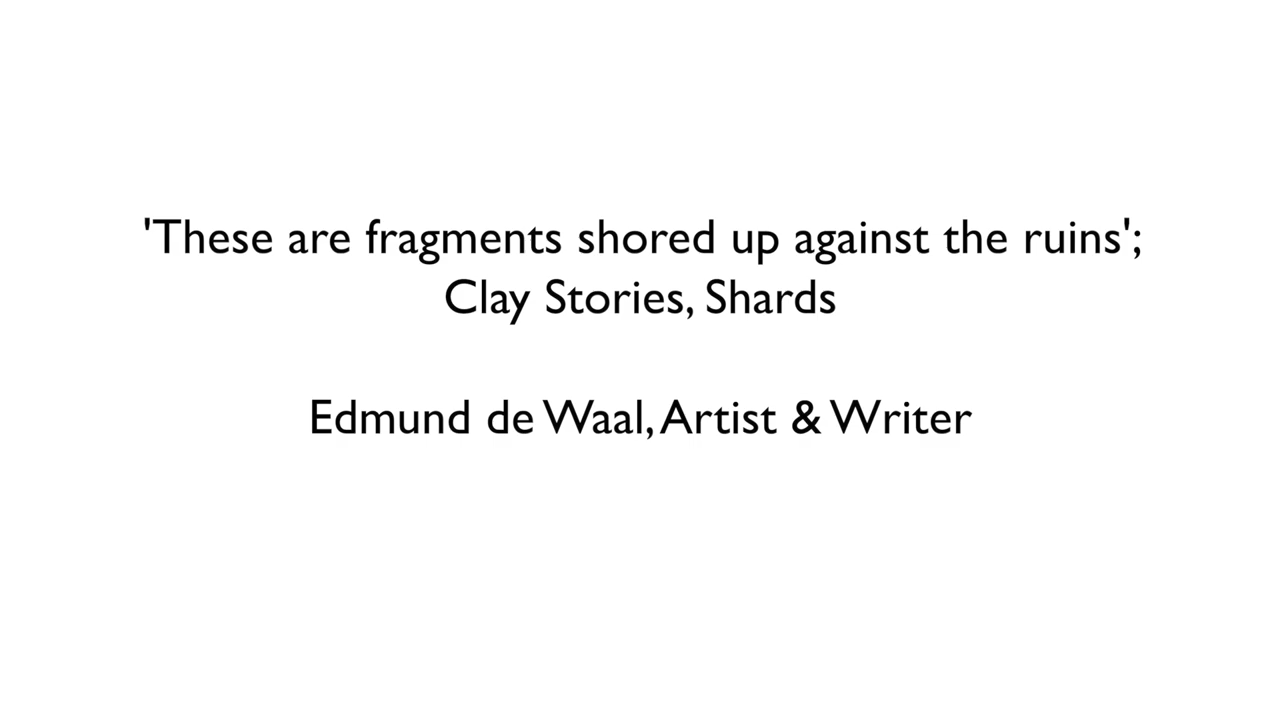 'These are fragments shored up against the ruins';
Clay Stories, Shards
Edmund de Waal, Artist & Writer